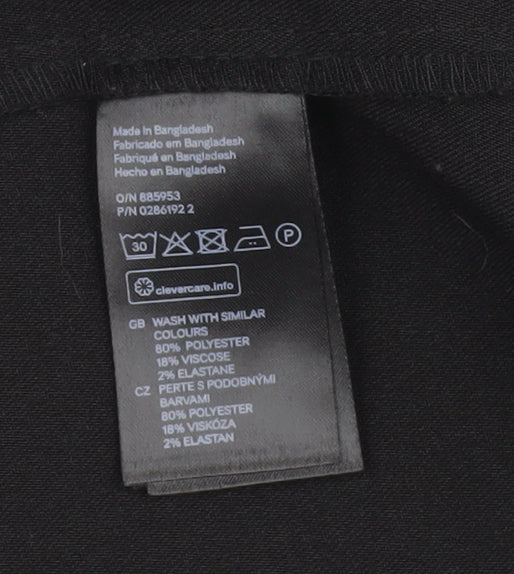 Made in Bangladesh
Fabricado em Bangladesh
Fabriqué en Bangladesh
Hecho en Bangladesh
O/N 885953
P/N 0286192 2
30 P
clevercare.info
GB WASH WITH SIMILAR
COLOURS
80% POLYESTER
18% VISCOSE
2% ELASTANE
CZ PERTE S PODOBNÝMI
BARVAMI
80% POLYESTER
18% VISKÓZA
2% ELASTAN